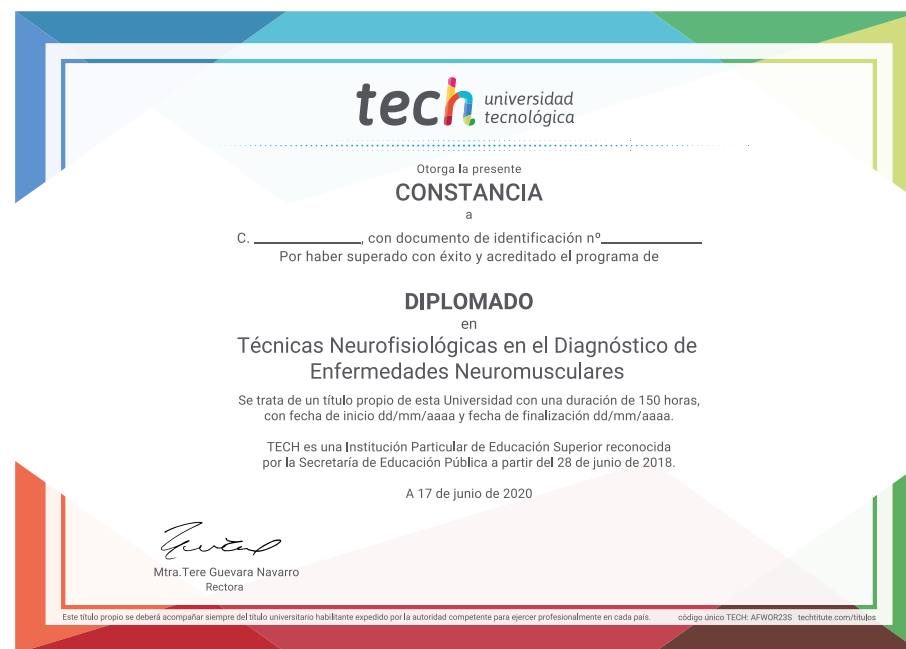 tech universidad
tecnológica
Otorga la presente
CONSTANCIA
a
C. ____________, con documento de identificación nº____________
Por haber superado con éxito y acreditado el programa de
DIPLOMADO
en
Técnicas Neurofisiológicas en el Diagnóstico de
Enfermedades Neuromusculares
Se trata de un título propio de esta Universidad con una duración de 150 horas,
con fecha de inicio dd/mm/aaaa y fecha de finalización dd/mm/aaaa.
TECH es una Institución Particular de Educación Superior reconocida
por la Secretaría de Educación Pública a partir del 28 de junio de 2018.
A 17 de junio de 2020
Mtra.Tere Guevara Navarro
Rectora
Este título propio se deberá acompañar siempre del título universitario habilitante expedido por la autoridad competente para ejercer profesionalmente en cada país. código único TECH: AFWOR23S techtitute.com/titulos